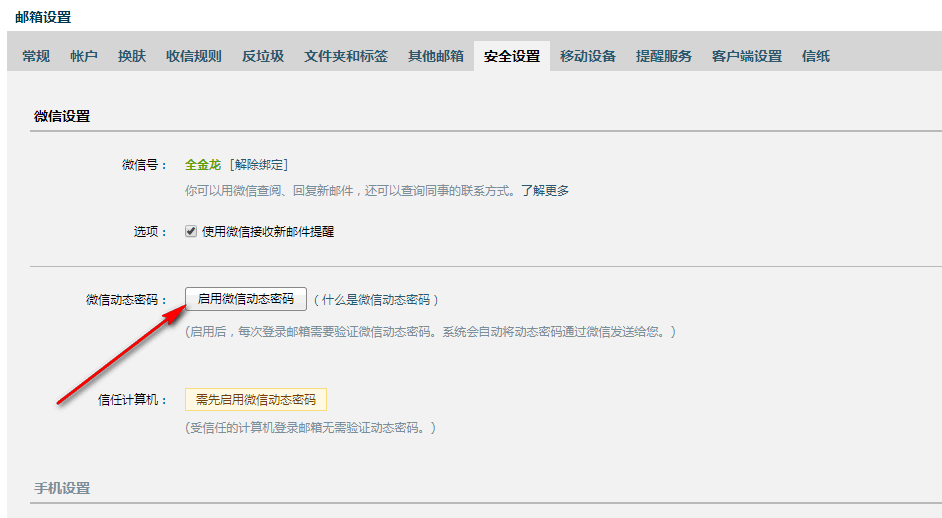 邮箱设置
常规 帐户 换肤 收信规则 反垃圾 文件夹和标签 其他邮箱 安全设置 移动设备 提醒服务 客户端设置 信纸
微信设置
微信号： 全金龙 [解除绑定]
你可以用微信查阅、回复新邮件，还可以查询同事的联系方式。了解更多
选项： 使用微信接收新邮件提醒
微信动态密码： 启用微信动态密码 （什么是微信动态密码）
(启用后，每次登录邮箱需要验证微信动态密码。系统会自动将动态密码通过微信发送给您。)
信任计算机： 需先启用微信动态密码
(受信任的计算机登录邮箱无需验证动态密码。)
手机设置